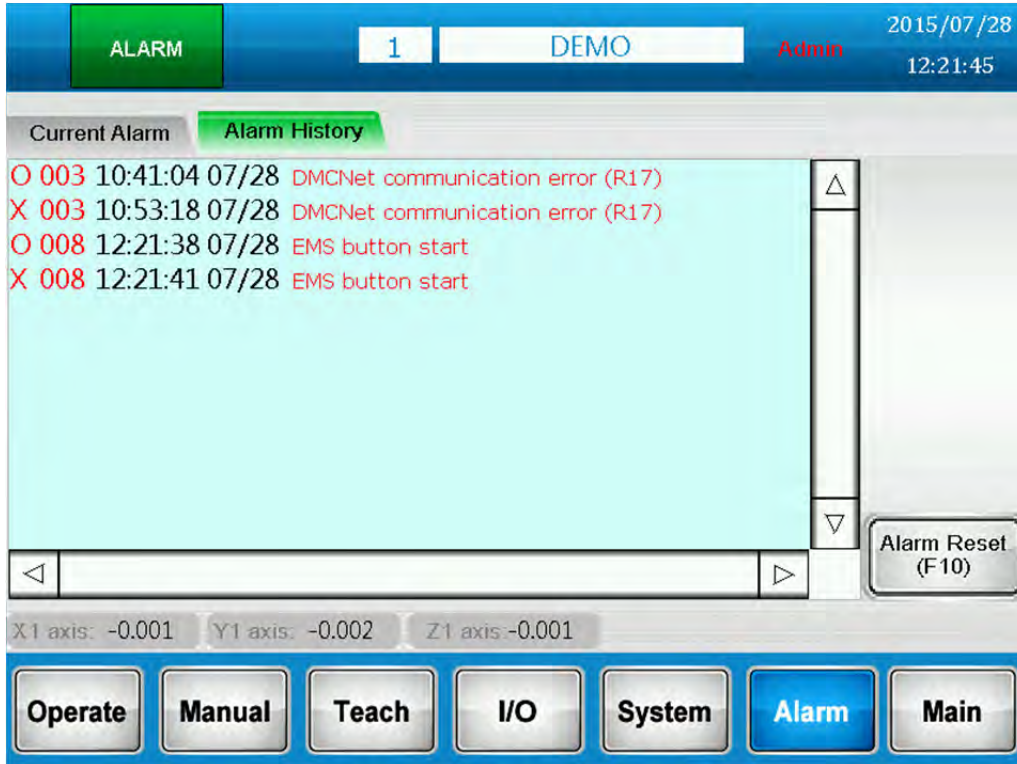 ALARM 1 DEMO Admin 2015/07/28
12:21:45
Current Alarm Alarm History
O 003 10:41:04 07/28 DMCNet communication error (R17)
X 003 10:53:18 07/28 DMCNet communication error (R17)
O 008 12:21:38 07/28 EMS button start
X 008 12:21:41 07/28 EMS button start
Alarm Reset
(F10)
X1 axis: -0.001 Y1 axis: -0.002 Z1 axis -0.001
Operate Manual Teach I/O System Alarm Main